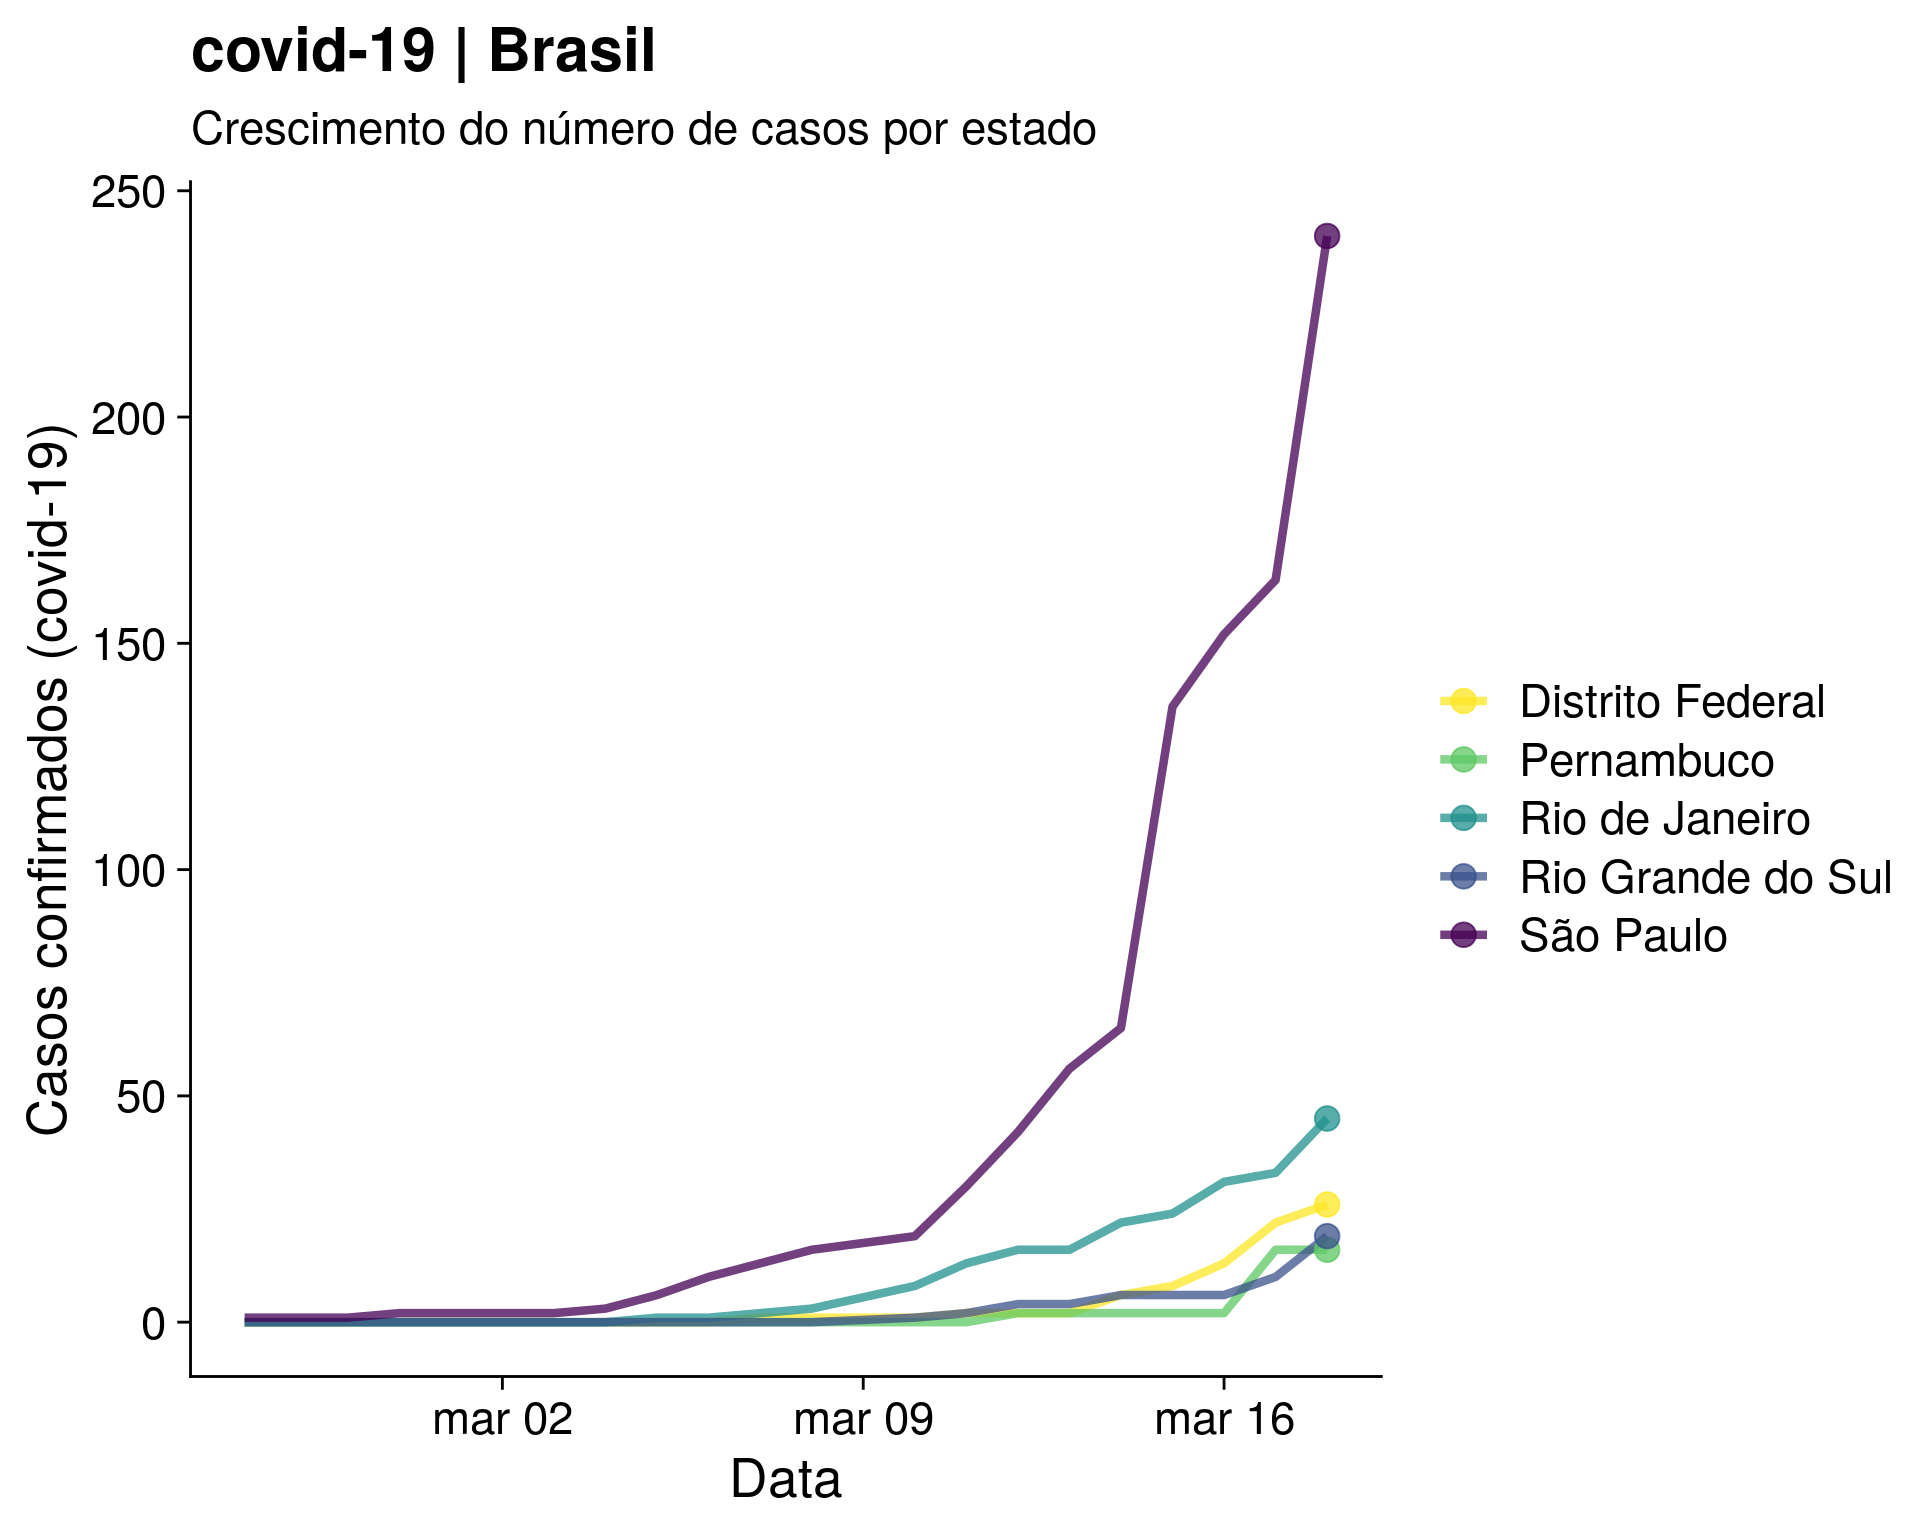 covid-19 | Brasil
Crescimento do número de casos por estado
Casos confirmados (covid-19)
250
200
150
100
50
0
mar 02
mar 09
mar 16
Data
Distrito Federal
Pernambuco
Rio de Janeiro
Rio Grande do Sul
São Paulo